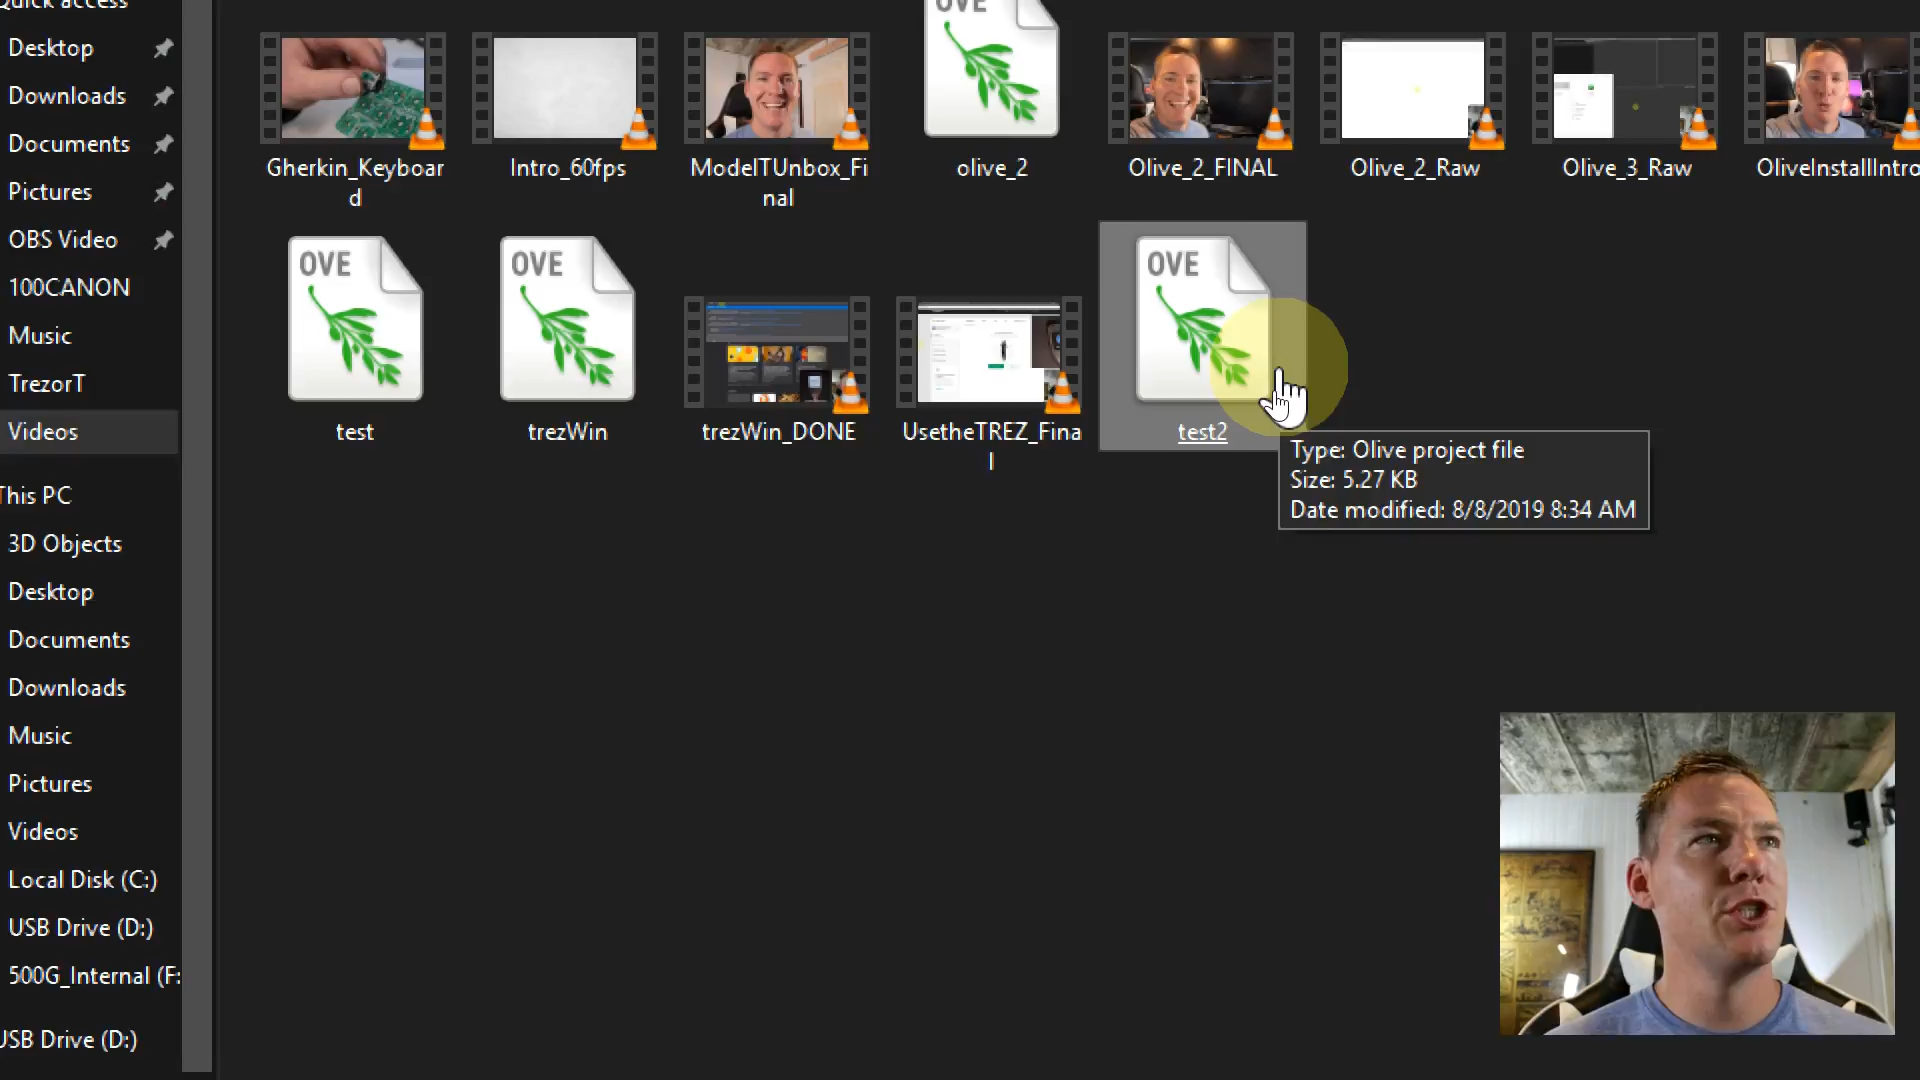 Quick access
Desktop
Downloads
Documents
Pictures
OBS Video
100CANON
Music
TrezorT
Videos
This PC
3D Objects
Desktop
Documents
Downloads
Music
Pictures
Videos
Local Disk (C:)
USB Drive (D:)
500G_Internal (F:
USB Drive (D:)
OVE
Gherkin_Keyboar
d
Intro_60fps
ModelTUnbox_Fi
nal
olive_2
Olive_2_FINAL
Olive_2_Raw
Olive_3_Raw
OliveInstallIntro
OVE
OVE
OVE
test
trezWin
trezWin_DONE
UsetheTREZ_Fina
l
test2
Type: Olive project file
Size: 5.27 KB
Date modified: 8/8/2019 8:34 AM